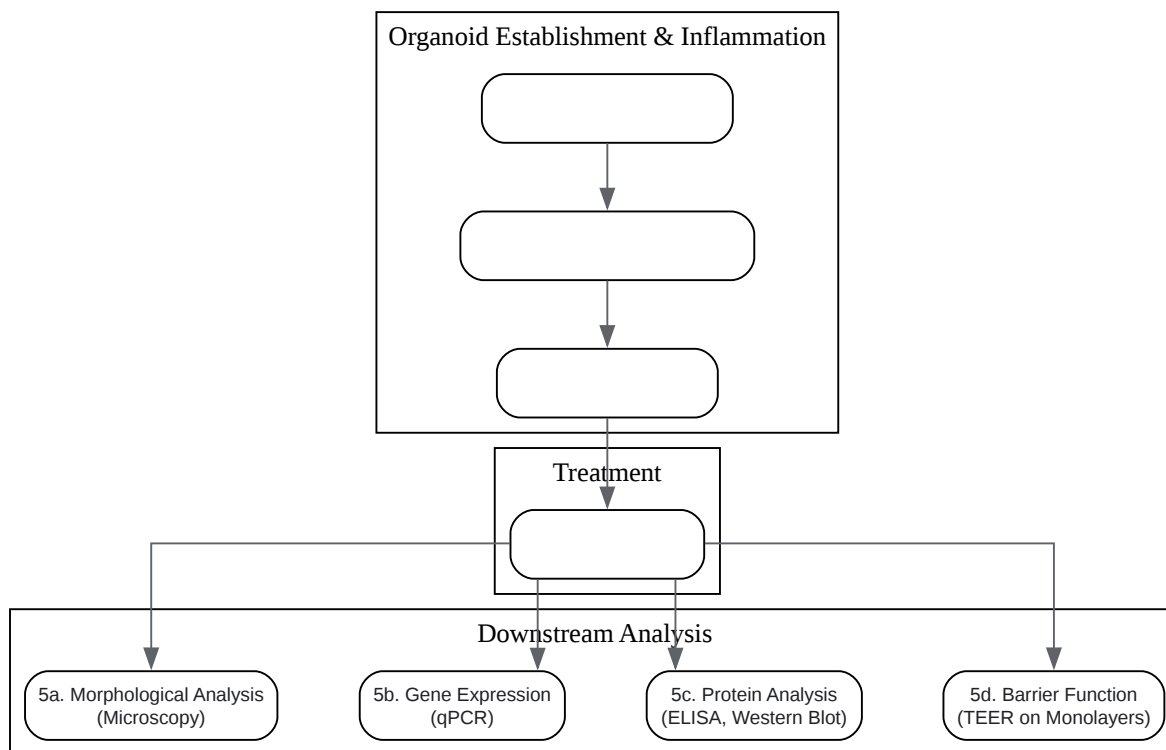 Organoid Establishment & Inflammation
Treatment
Downstream Analysis
5a. Morphological Analysis
(Microscopy)
5b. Gene Expression
(qPCR)
5c. Protein Analysis
(ELISA, Western Blot)
5d. Barrier Function
(TEER on Monolayers)